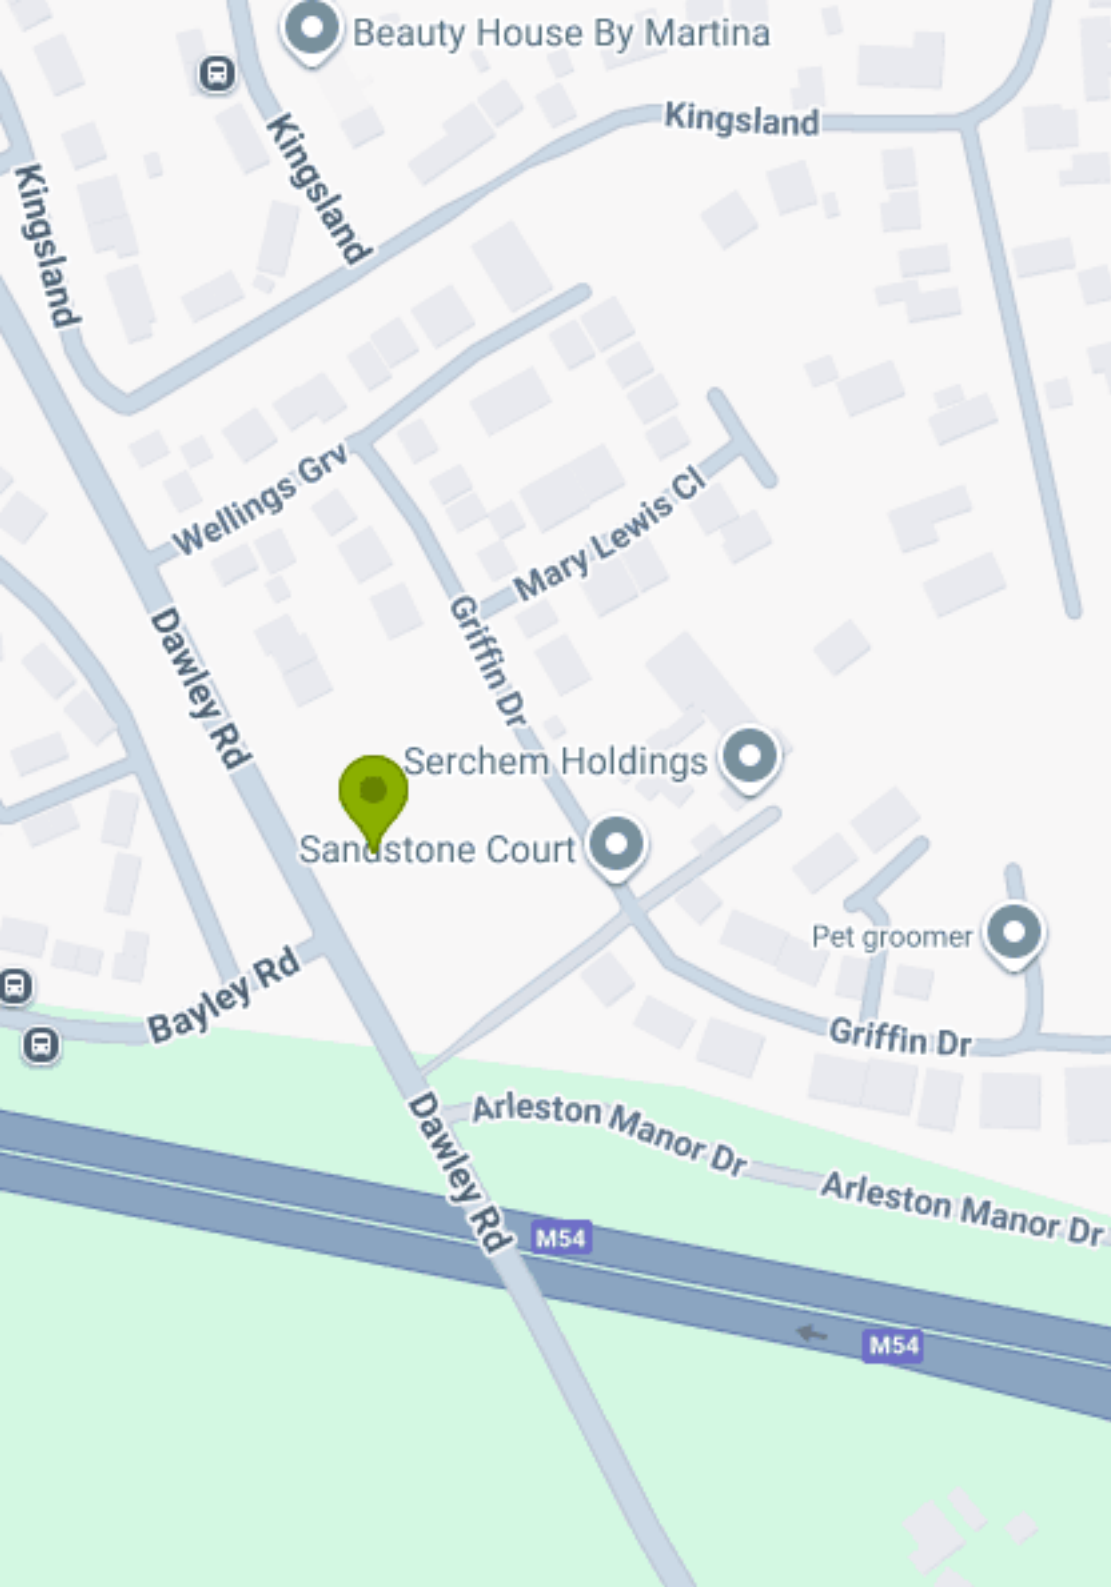 Beauty House By Martina
Kingsland
Kingsland
Kingsland
Wellings Grv
Mary Lewis Cl
Dawley Rd
Griffin Dr
Serchem Holdings
Sandstone Court
Pet groomer
Bayley Rd
Griffin Dr
Arleston Manor Dr
Dawley Rd
Arleston Manor Dr
M54
M54